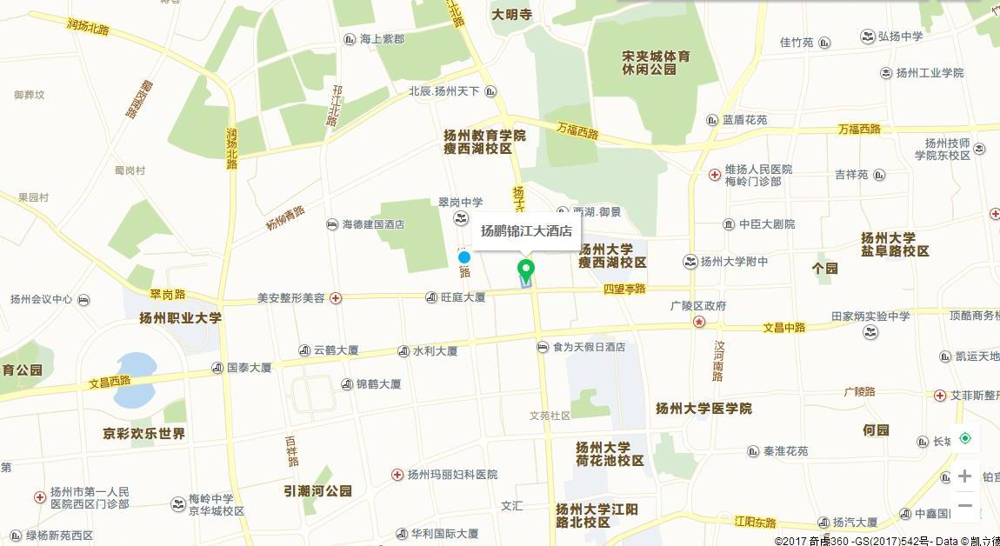 大明寺
润扬北路
海上紫郡
佳竹苑
弘扬中学
宋夹城体育
休闲公园
扬州工业学院
御葬坟
蜀岗南路
邗江北路
北辰.扬州天下
蓝盾花苑
万福西路
万福西路
扬州教育学院
瘦西湖校区
扬州技师
学院东校区
润扬北路
蜀岗村
维扬人民医院
梅岭门诊部
吉祥苑
果园村
翠岗中学
杨柳青路
海德建国酒店
西湖.御景
中臣大剧院
扬鹏锦江大酒店
扬州大学
瘦西湖校区
扬州大学附中
扬州大学
盐阜路校区
个园
翠岗路
四望亭路
扬州会议中心
美安整形美容
旺庭大厦
广陵区政府
扬州职业大学
田家炳实验中学
顶酷商务楼
文昌中路
云鹤大厦
水利大厦
食为天假日酒店
汶河南路
凯运天地
育公园
国泰大厦
文昌西路
锦鹤大厦
广陵路
艾菲斯整形
扬州大学医学院
文苑社区
京彩欢乐世界
何园
百祥路
扬州大学
荷花池校区
秦淮花苑
第
扬州玛丽妇科医院
铂宫
扬州市第一人民
医院西区门诊部
引潮河公园
梅岭中学
京华城校区
文汇
扬州大学江阳
路北校区
中鑫国
江阳东路
扬汽大厦
绿杨新苑西区
华利国际大厦
©2017 奇虎360 -GS(2017)542号- Data © 凯立德